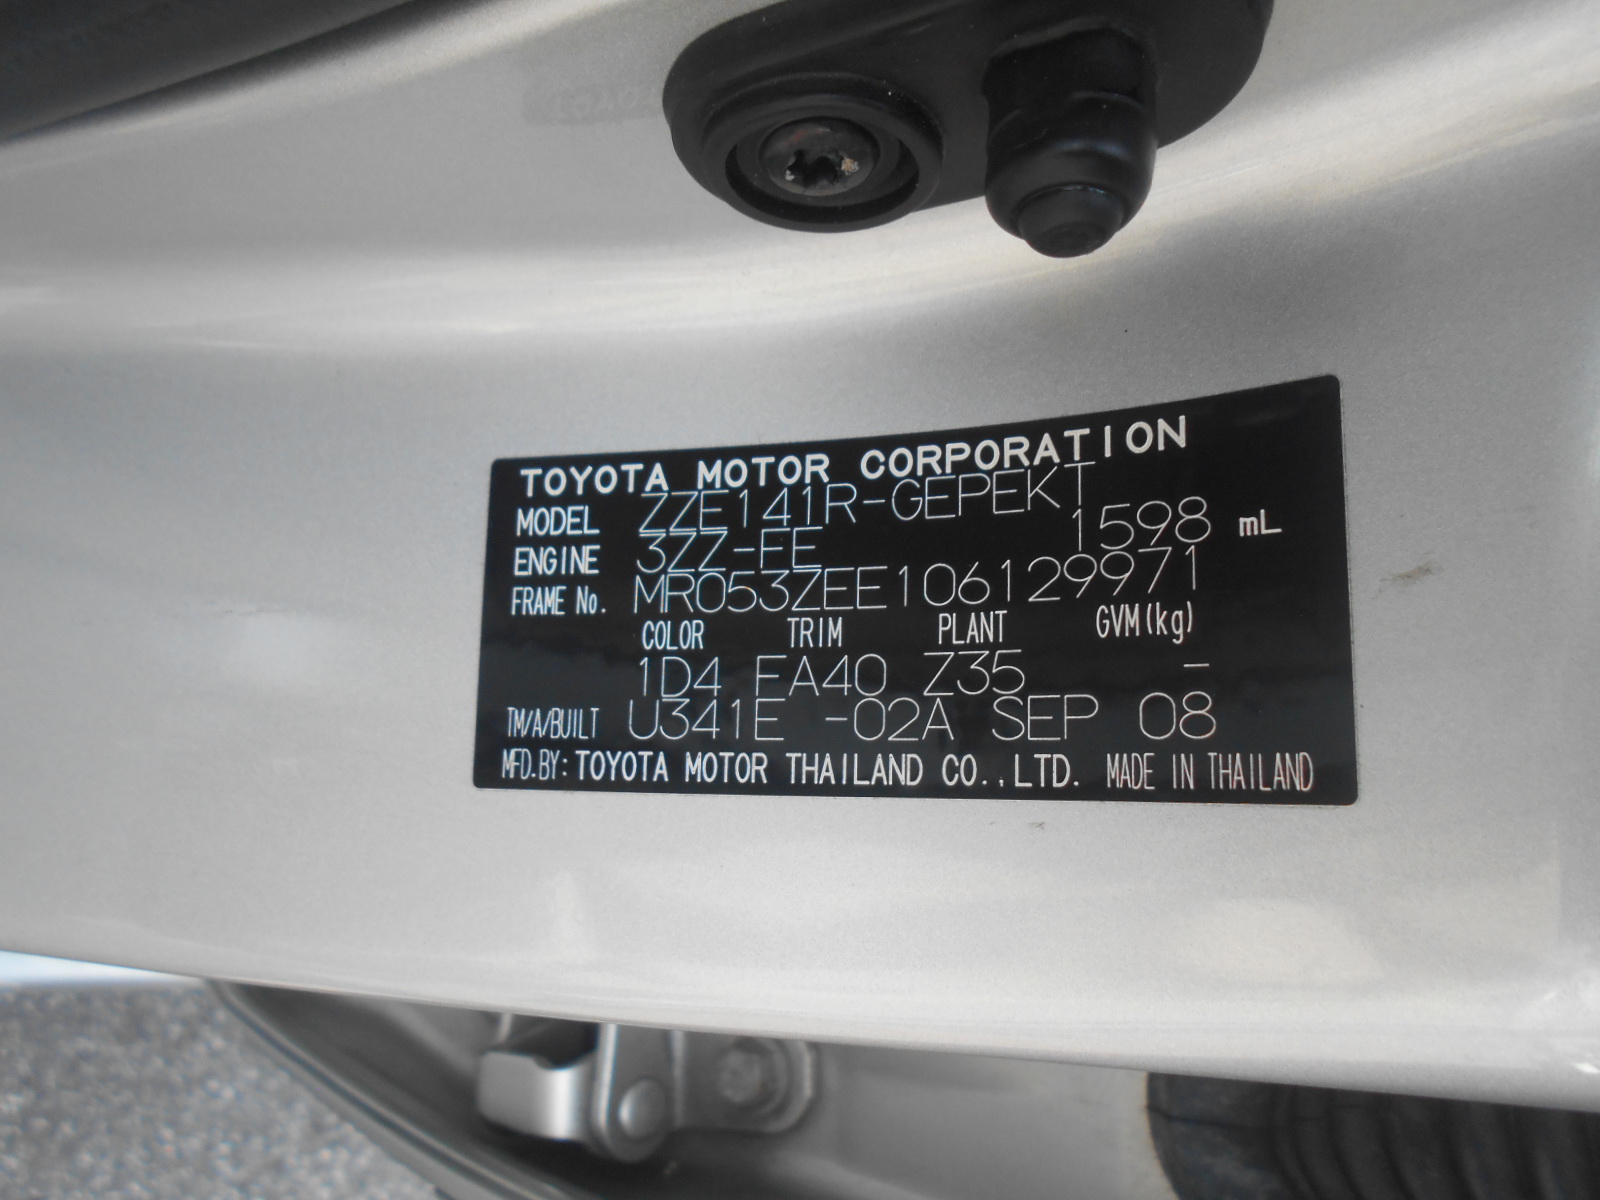 TOYOTA MOTOR CORPORATION
MODEL ZZE141R-GEPEKT
ENGINE 3ZZ-FE 1598 mL
FRAME No. MR053ZEE106129971
COLOR TRIM PLANT GVM(kg)
1D4 FA40 Z35 -
TM/A/BUILT U341E -02A SEP 08
MFD.BY: TOYOTA MOTOR THAILAND CO.,LTD. MADE IN THAILAND